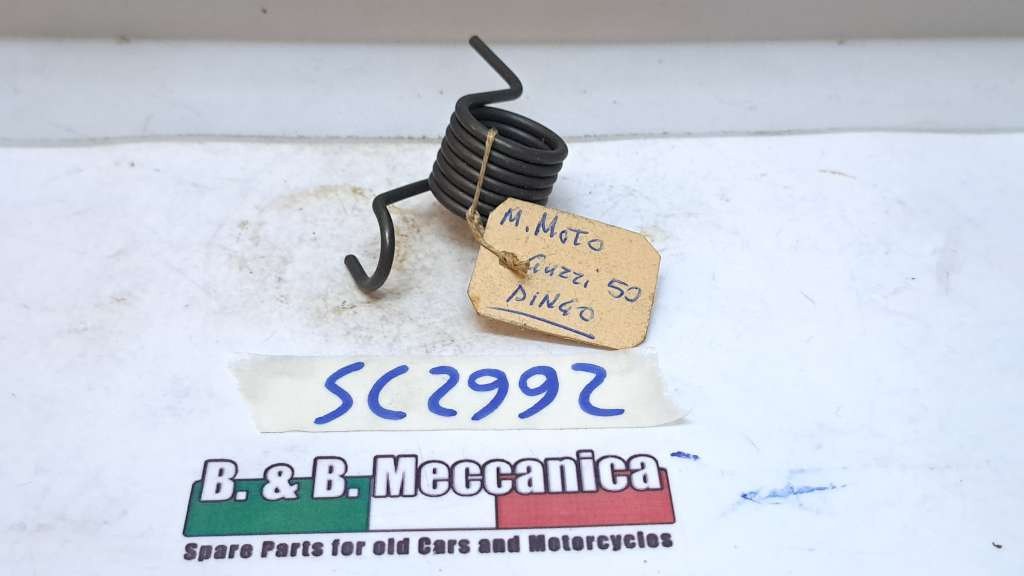 M. MOTO
Guzzi 50
DINGO
SC2992
B. & B. Meccanica
Spare Parts for old Cars and Motorcycles